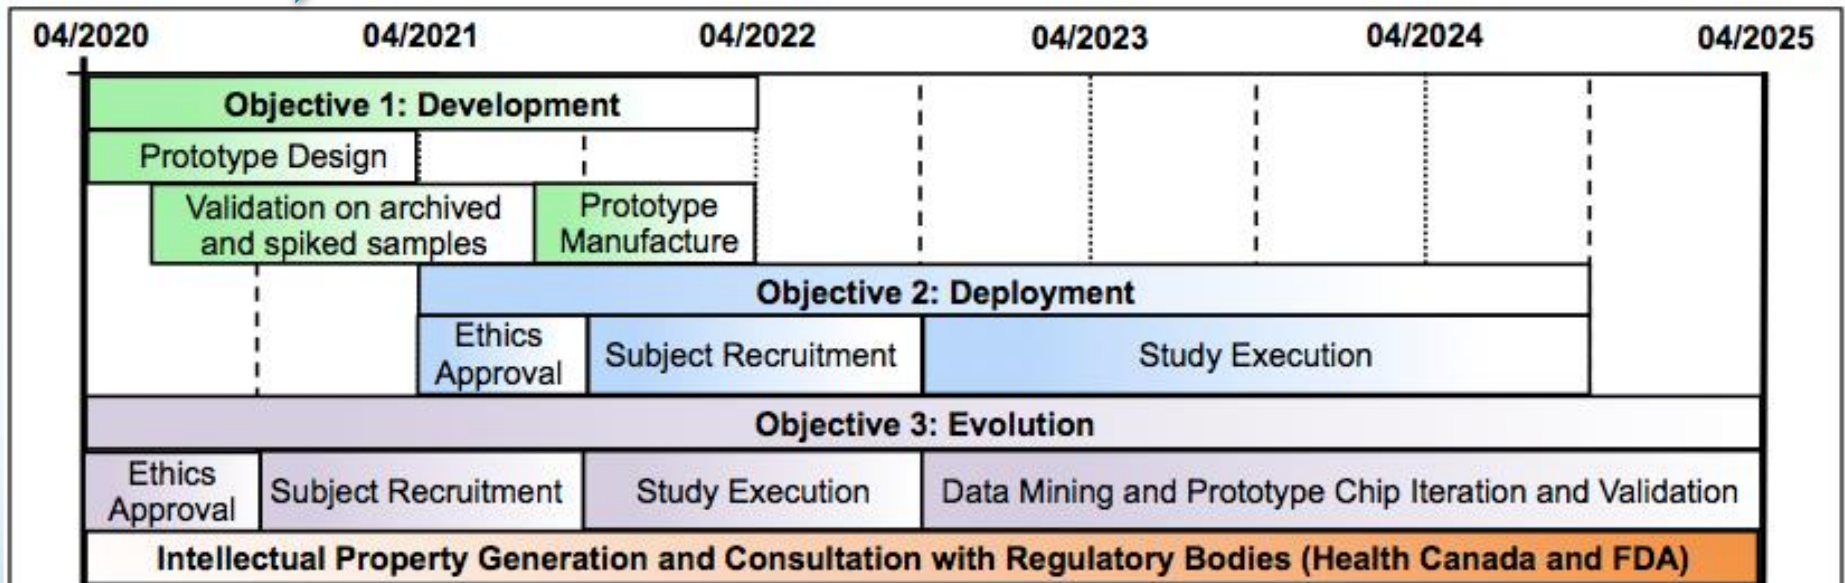 04/2020 04/2021 04/2022 04/2023 04/2024 04/2025
Objective 1: Development
Prototype Design
Validation on archived
and spiked samples
Prototype
Manufacture
Objective 2: Deployment
Ethics
Approval
Subject Recruitment
Study Execution
Objective 3: Evolution
Ethics
Approval
Subject Recruitment
Study Execution
Data Mining and Prototype Chip Iteration and Validation
Intellectual Property Generation and Consultation with Regulatory Bodies (Health Canada and FDA)